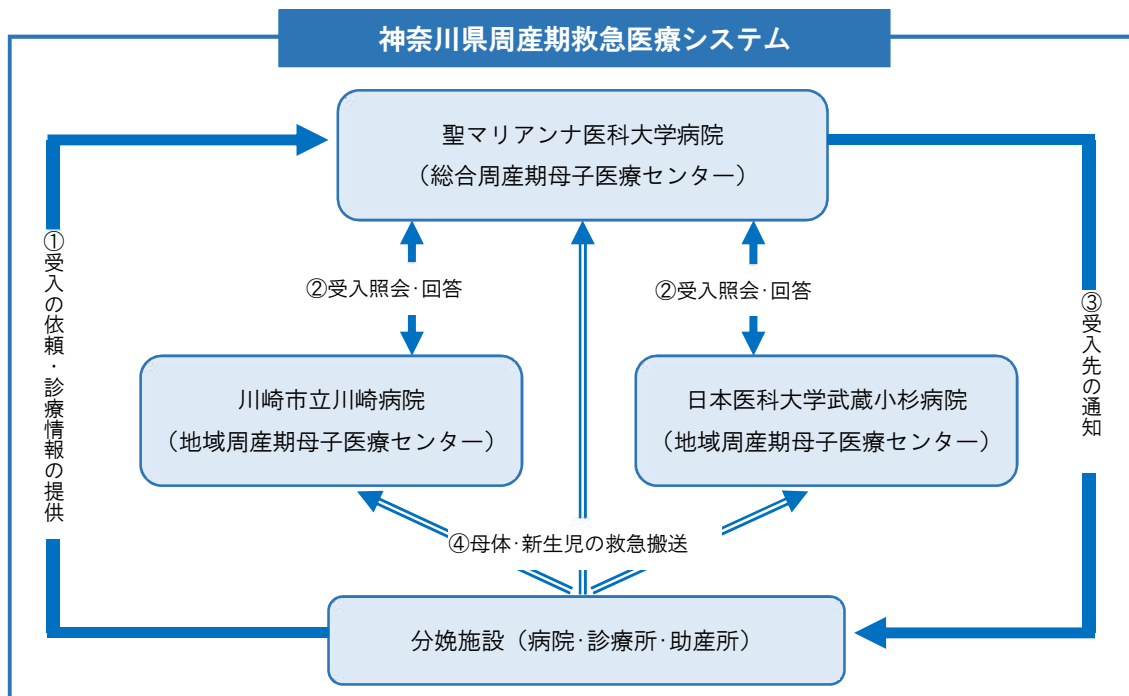 神奈川県周産期救急医療システム
聖マリアンナ医科大学病院
（総合周産期母子医療センター）
①受入の依頼・診療情報の提供
②受入照会･回答
②受入照会･回答
③受入先の通知
川崎市立川崎病院
（地域周産期母子医療センター）
日本医科大学武蔵小杉病院
（地域周産期母子医療センター）
④母体･新生児の救急搬送
分娩施設（病院･診療所･助産所）